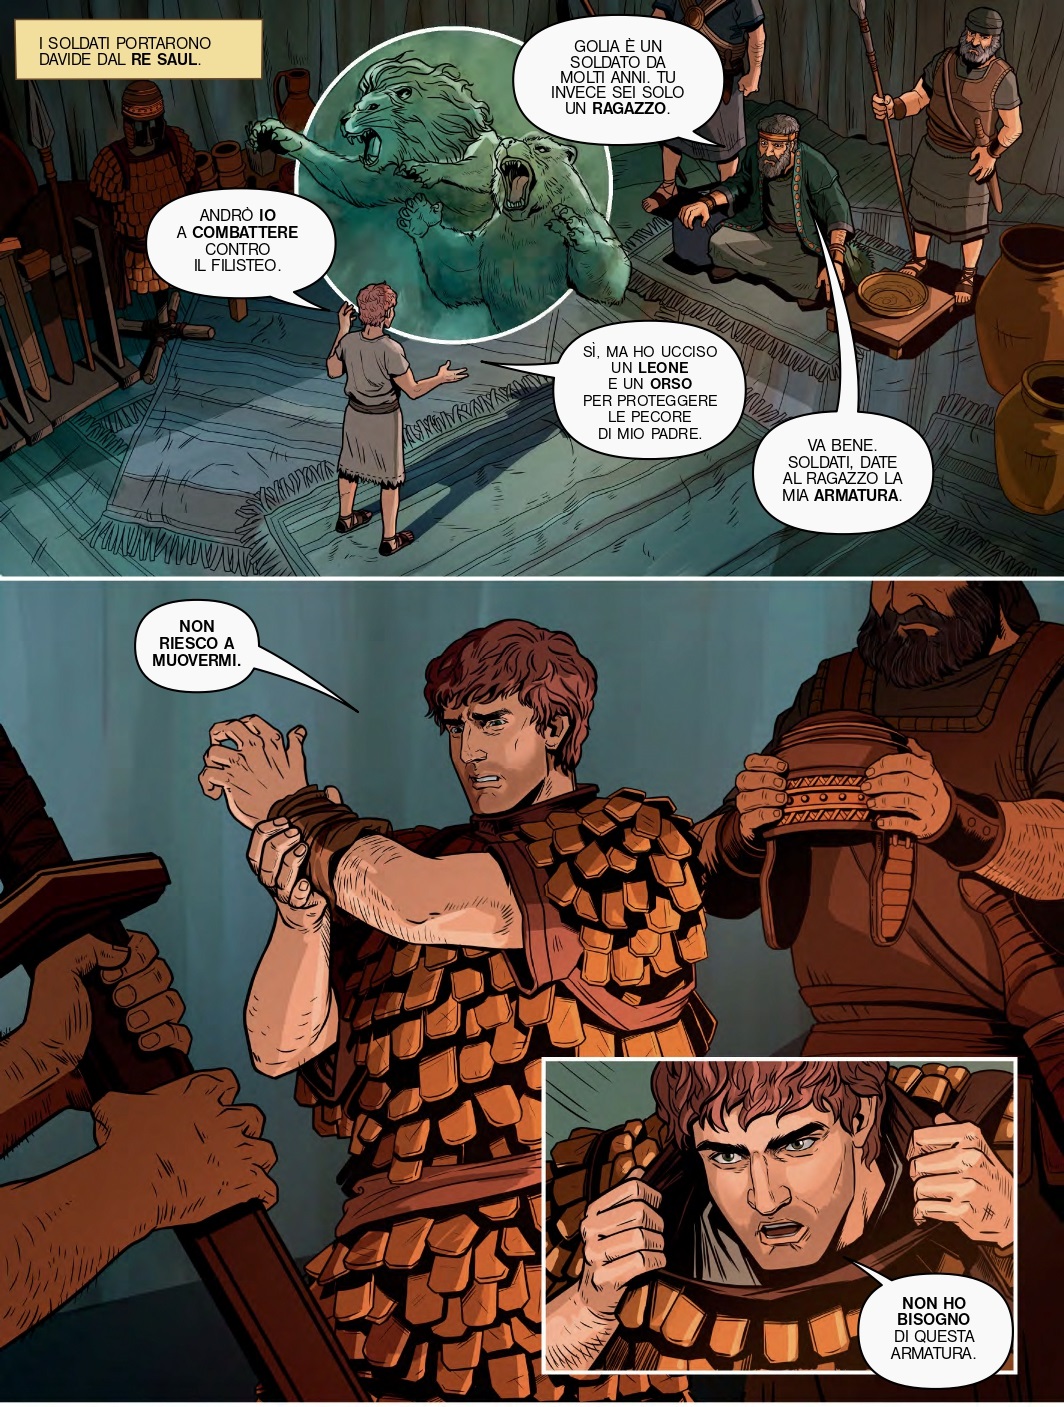 I SOLDATI PORTARONO
DAVIDE DAL RE SAUL.
ANDRÒ IO
A COMBATTERE
CONTRO
IL FILISTEO.
GOLIA È UN
SOLDATO DA
MOLTI ANNI. TU
INVECE SEI SOLO
UN RAGAZZO.
SÌ, MA HO UCCISO
UN LEONE
E UN ORSO
PER PROTEGGERE
LE PECORE
DI MIO PADRE.
VA BENE.
SOLDATI, DATE
AL RAGAZZO LA
MIA ARMATURA.
NON
RIESCO A
MUOVERMI.
NON HO
BISOGNO
DI QUESTA
ARMATURA.